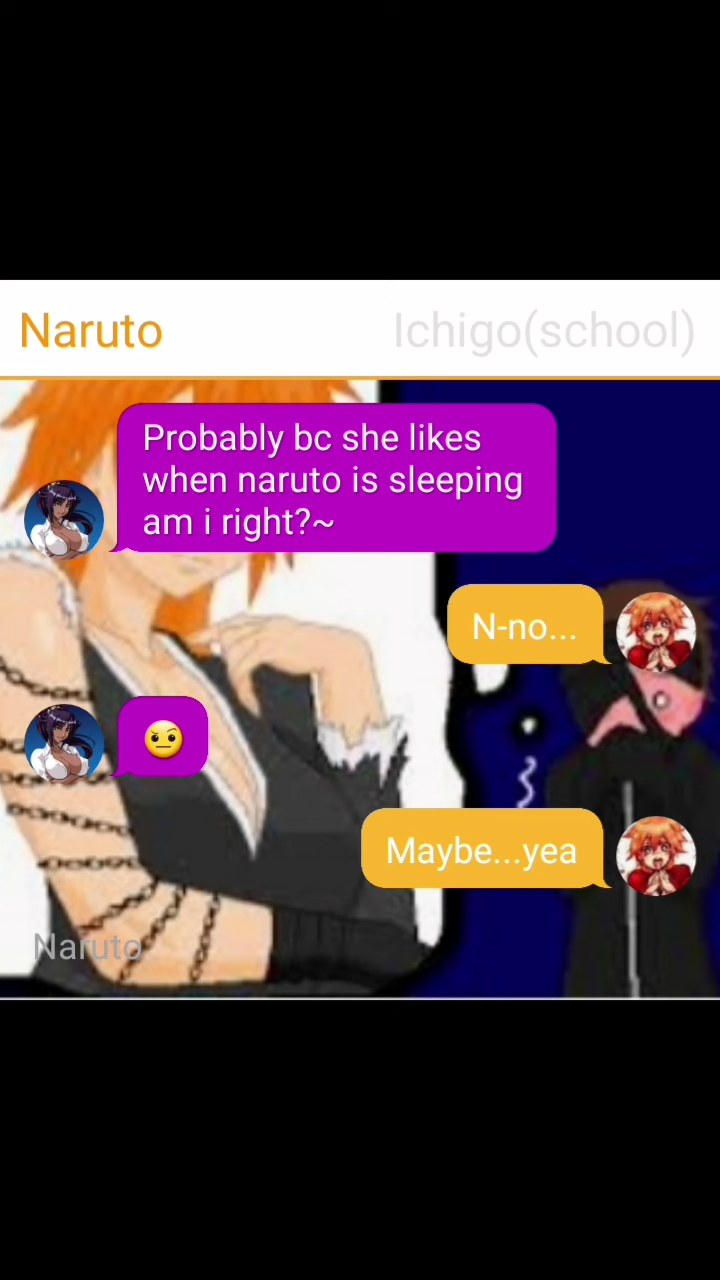 Naruto
Ichigo(school)
Probably bc she likes
when naruto is sleeping
am i right?~
N-no...
🤨
Maybe...yea
Naruto